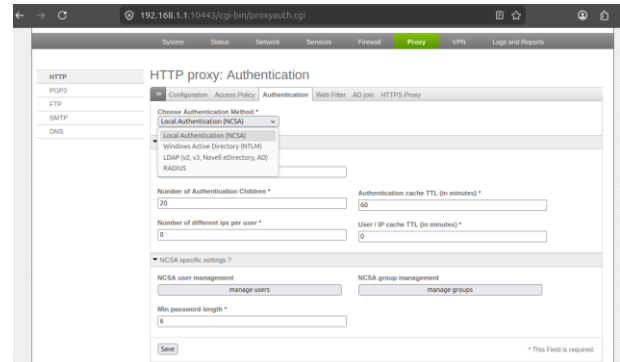 192.168.1.1:10443/cgi-bin/proxyauth.cgi
System Status Network Services Firewall Proxy VPN Logs and Reports
HTTP
POP3
FTP
SMTP
DNS
HTTP proxy: Authentication
>> Configuration Access Policy Authentication Web Filter AD join HTTPS Proxy
Choose Authentication Method *
Local Authentication (NCSA)
Local Authentication (NCSA)
Windows Active Directory (NTLM)
LDAP (v2, v3, Novell eDirectory, AD)
RADIUS
Number of Authentication Children * Authentication cache TTL (in minutes) *
20 60
Number of different ips per user * User / IP cache TTL (in minutes) *
0 0
NCSA specific settings ?
NCSA user management NCSA group management
manage users manage groups
Min password length *
6
Save * This Field is required.